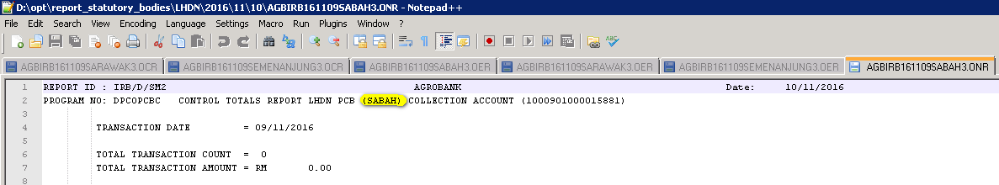 D:\opt\report_statutory_bodies\LHDN\2016\11\10\AGBIRB161109SABAH3.ONR - Notepad++
File Edit Search View Encoding Language Settings Macro Run Plugins Window ?
AGBIRB161109SARAWAK3.OCR AGBIRB161109SEMENANJUNG3.OCR AGBIRB161109SABAH3.OER AGBIRB161109SARAWAK3.OER AGBIRB161109SEMENANJUNG3.OER AGBIRB161109SABAH3.ONR
1 REPORT ID : IRB/D/SM2 AGROBANK Date: 10/11/2016
2 PROGRAM NO: DPCOPCBC CONTROL TOTALS REPORT LHDN PCB (SABAH) COLLECTION ACCOUNT (1000901000015881)
3
4 TRANSACTION DATE = 09/11/2016
5
6 TOTAL TRANSACTION COUNT = 0
7 TOTAL TRANSACTION AMOUNT = RM 0.00
8